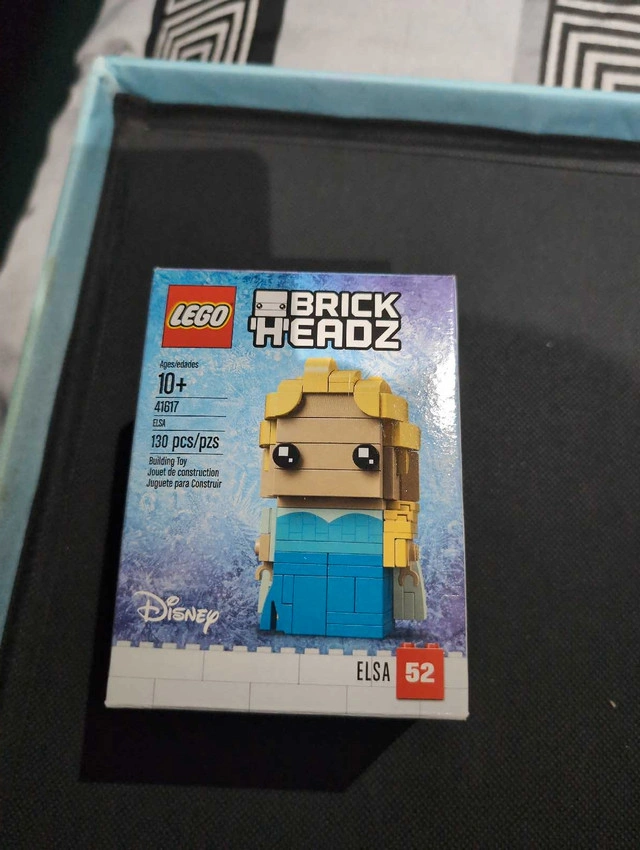 LEGO
BRICK
HEADZ
Ages/edades
10+
41617
ELSA
130 pcs/pzs
Building Toy
Jouet de construction
Juguete para Construir
Disney
ELSA 52